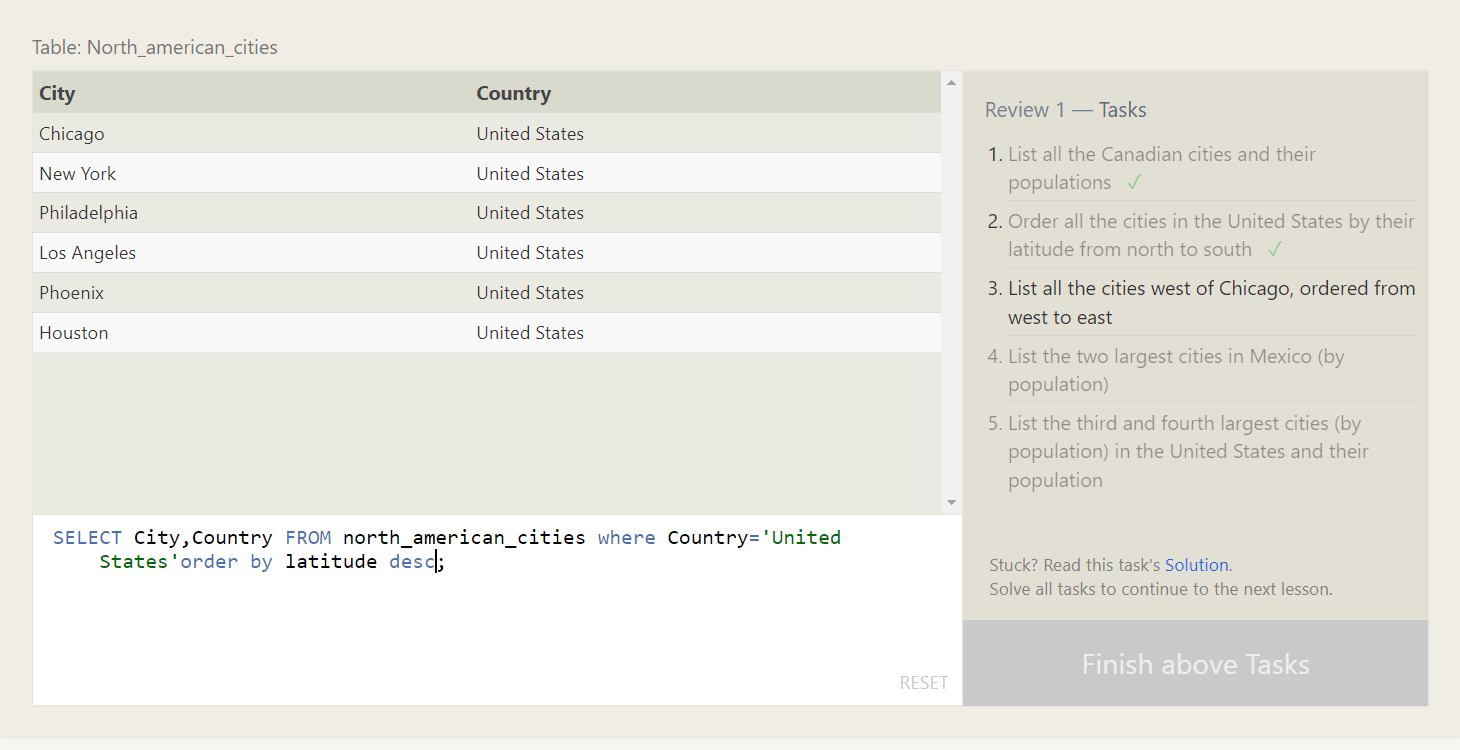 Table: North_american_cities
City Country
Chicago United States
New York United States
Philadelphia United States
Los Angeles United States
Phoenix United States
Houston United States
SELECT City,Country FROM north_american_cities where Country='United
States'order by latitude desc;
RESET
Review 1 — Tasks
1. List all the Canadian cities and their
populations ✓
2. Order all the cities in the United States by their
latitude from north to south ✓
3. List all the cities west of Chicago, ordered from
west to east
4. List the two largest cities in Mexico (by
population)
5. List the third and fourth largest cities (by
population) in the United States and their
population
Stuck? Read this task's Solution.
Solve all tasks to continue to the next lesson.
Finish above Tasks